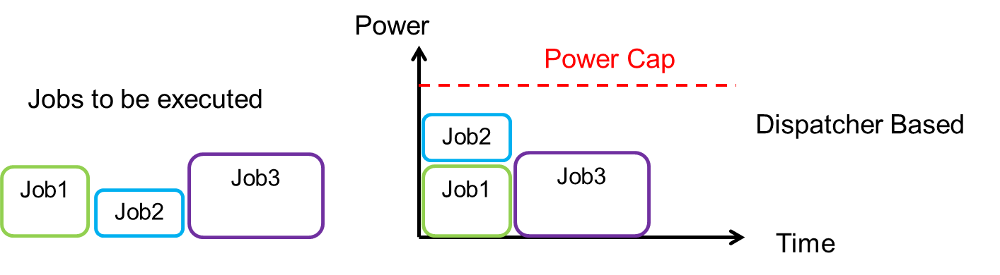 Jobs to be executed
Job1
Job2
Job3
Power
Power Cap
Job2
Job1
Job3
Dispatcher Based
Time